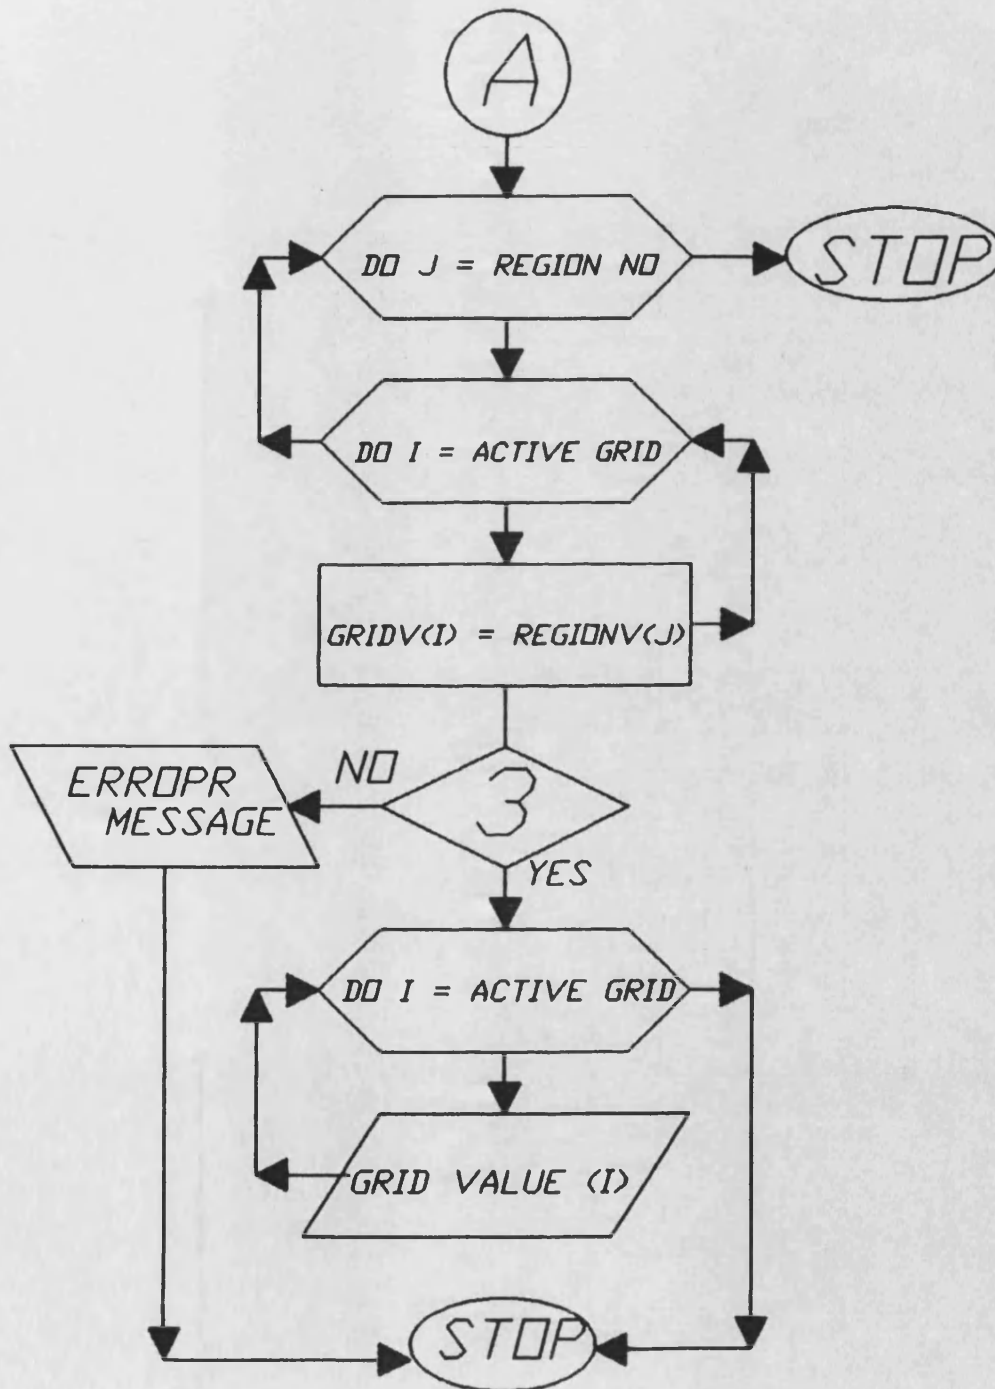 A
DO J = REGION NO
STOP
DO I = ACTIVE GRID
GRIDV(I) = REGIONV(J)
NO
ERROPR
MESSAGE
3
YES
DO I = ACTIVE GRID
GRID VALUE (I)
STOP